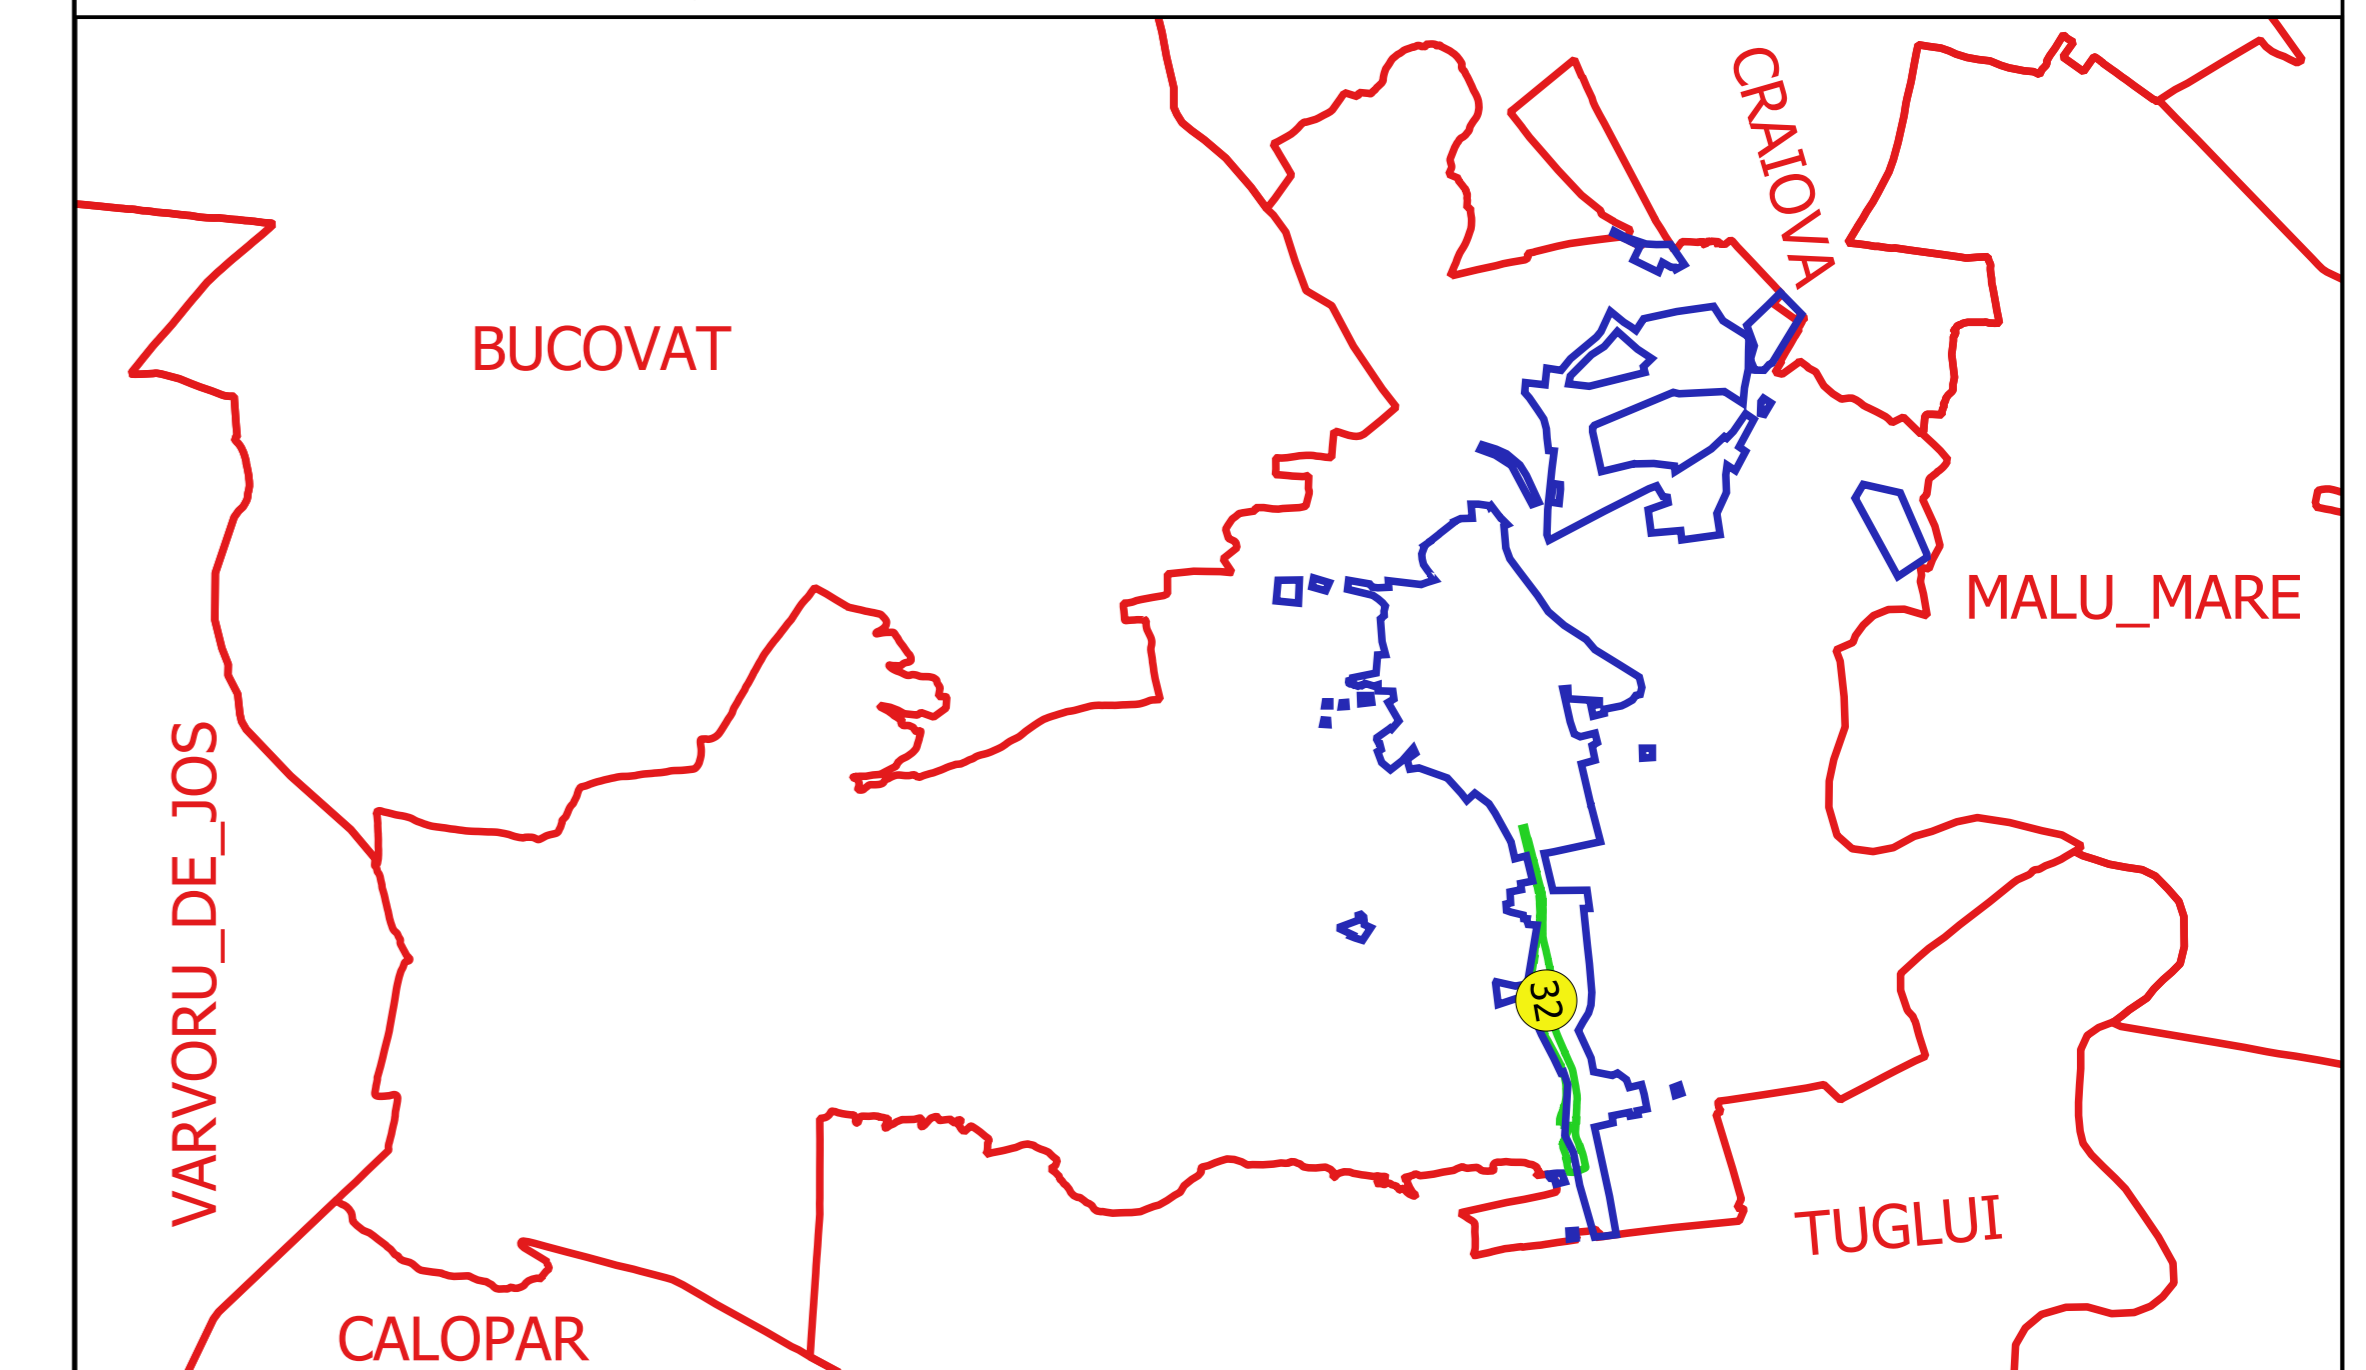 CRAIOVA
BUCOVAT
MALU_MARE
VARVORU_DE_JOS
32
TUGLUI
CALOPAR